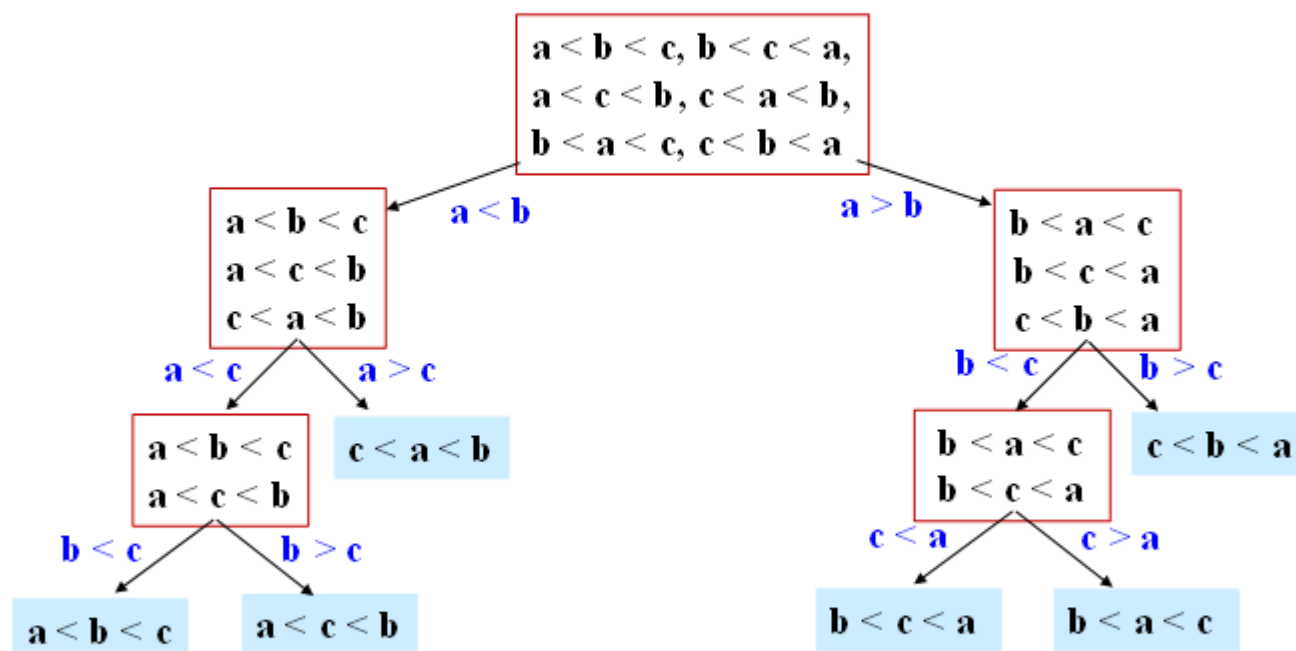 a < b < c, b < c < a,
a < c < b, c < a < b,
b < a < c, c < b < a
a < b
a > b
a < b < c
a < c < b
c < a < b
b < a < c
b < c < a
c < b < a
a < c
a > c
b < c
b > c
a < b < c
a < c < b
c < a < b
b < a < c
b < c < a
c < b < a
b < c
b > c
c < a
c > a
a < b < c
a < c < b
b < c < a
b < a < c